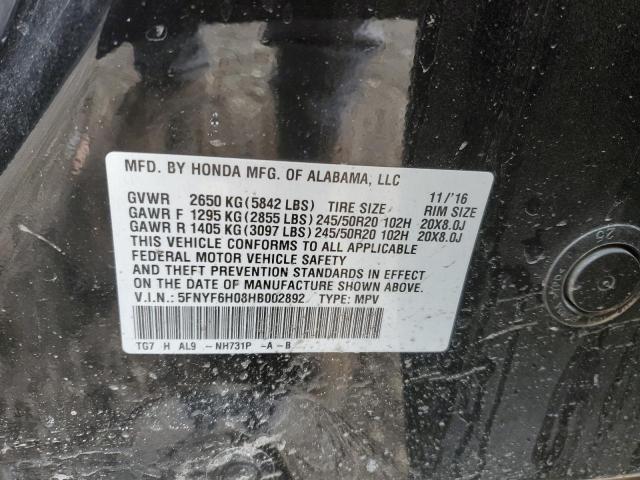 MFD. BY HONDA MFG. OF ALABAMA, LLC 11/'16
GVWR 2650 KG(5842 LBS) TIRE SIZE RIM SIZE
GAWR F 1295 KG(2855 LBS)245/50R20 102H 20X8.0J
GAWR R 1405 KG(3097 LBS)245/50R20 102H 20X8.0J
THIS VEHICLE CONFORMS TO ALL APPLICABLE
FEDERAL MOTOR VEHICLE SAFETY
AND THEFT PREVENTION STANDARDS IN EFFECT
ON THE DATE OF MANUFACTURE SHOWN ABOVE.
V.I.N.: 5FNYF6H08HB002892 TYPE: MPV
TG7 H AL9 -NH731P -A-B
25